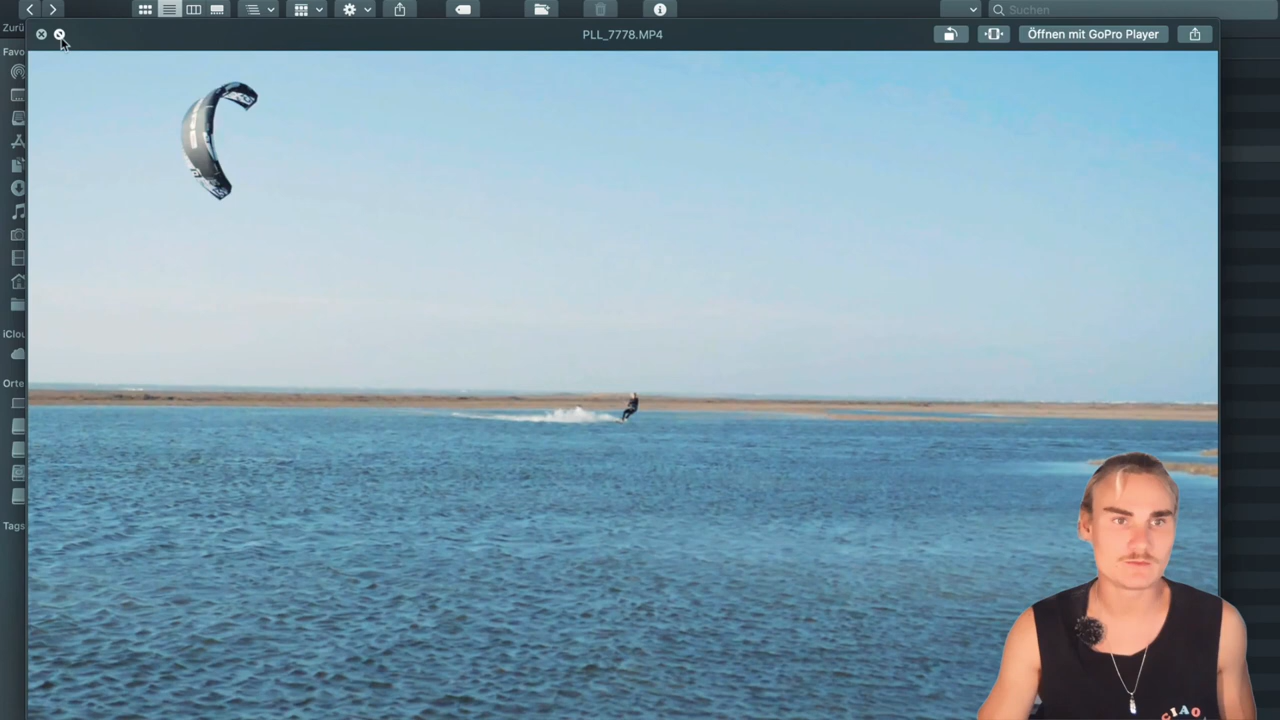 Suchen
Zurü
PLL_7778.MP4
Öffnen mit GoPro Player
Favo
iClou
Orte
Tags
CIAO